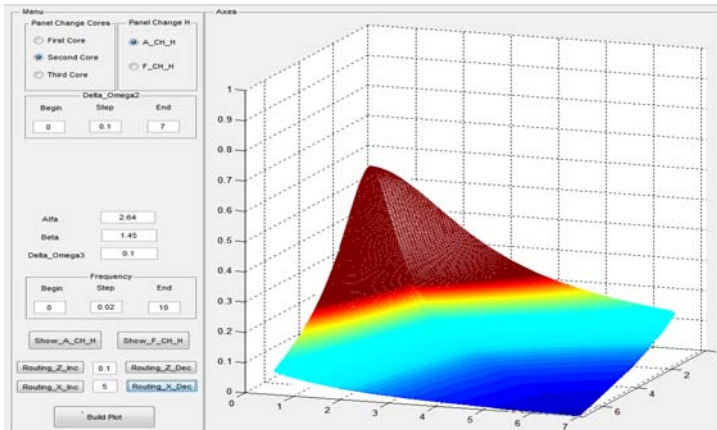 Menu
Axes
Panel Change Cores
Panel Change H
First Core
Second Core
Third Core
A_CH_H
F_CH_H
Delta_Omega2
Begin Step End
0 0.1 7
Alfa 2.64
Beta 1.45
Delta_Omega3 0.1
Frequency
Begin Step End
0 0.02 10
Show_A_CH_H Show_F_CH_H
Routing_Z_Inc 0.1 Routing_Z_Dec
Routing_X_Inc 5 Routing_X_Dec
Build Plot
1
0.9
0.8
0.7
0.6
0.5
0.4
0.3
0.2
0.1
0
0 1 2 3 4 5 6 7
2
4
6